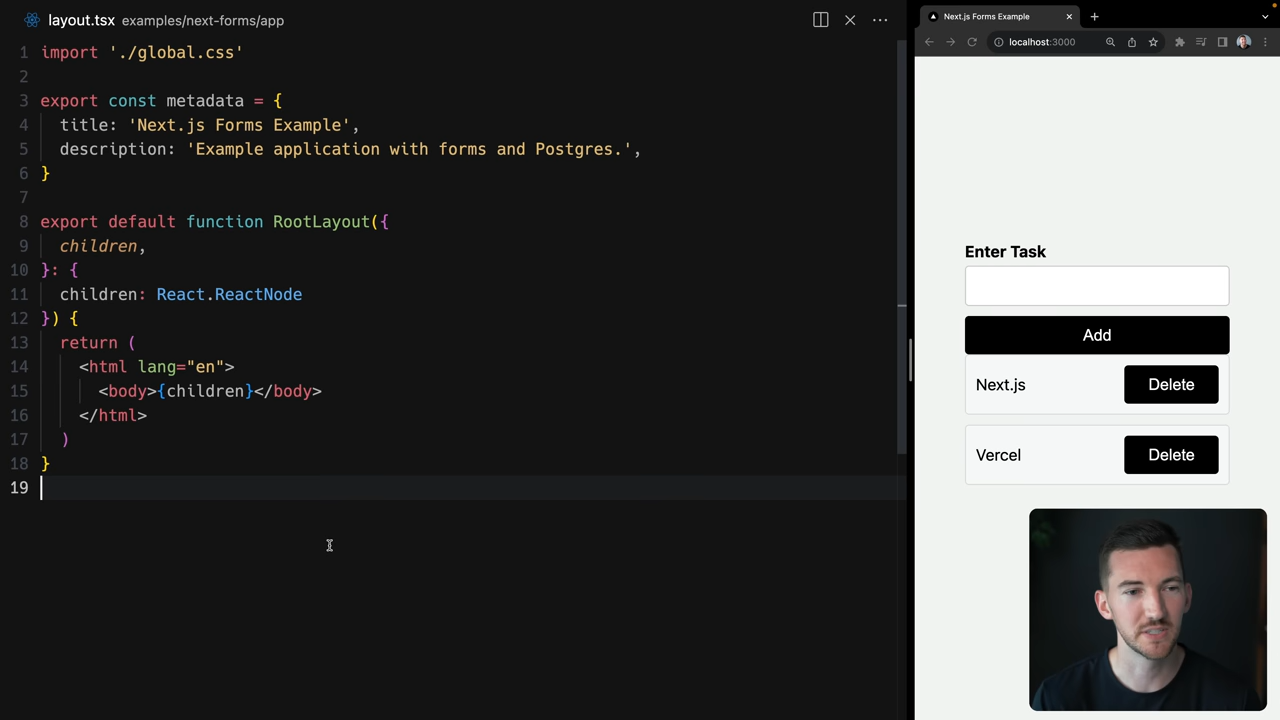 layout.tsx examples/next-forms/app
1 import './global.css'
2
3 export const metadata = {
4 title: 'Next.js Forms Example',
5 description: 'Example application with forms and Postgres.',
6 }
7
8 export default function RootLayout({
9 children,
10 }: {
11 children: React.ReactNode
12 }) {
13 return (
14 <html lang="en">
15 <body>{children}</body>
16 </html>
17 )
18 }
19
Next.js Forms Example
localhost:3000
Enter Task
Add
Next.js Delete
Vercel Delete